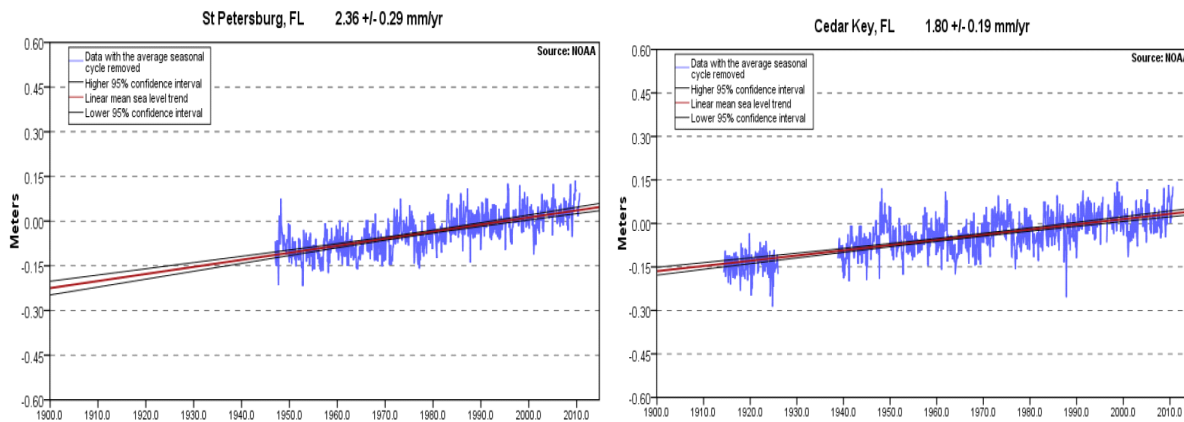 St Petersburg, FL 2.36 +/- 0.29 mm/yr
Source: NOAA
Data with the average seasonal
cycle removed
Higher 95% confidence interval
Linear mean sea level trend
Lower 95% confidence interval
Meters
0.60
0.45
0.30
0.15
0.00
-0.15
-0.30
-0.45
-0.60
1900.0 1910.0 1920.0 1930.0 1940.0 1950.0 1960.0 1970.0 1980.0 1990.0 2000.0 2010.0
Cedar Key, FL 1.80 +/- 0.19 mm/yr
Source: NOAA
Data with the average seasonal
cycle removed
Higher 95% confidence interval
Linear mean sea level trend
Lower 95% confidence interval
Meters
0.60
0.45
0.30
0.15
0.00
-0.15
-0.30
-0.45
-0.60
1900.0 1910.0 1920.0 1930.0 1940.0 1950.0 1960.0 1970.0 1980.0 1990.0 2000.0 2010.0